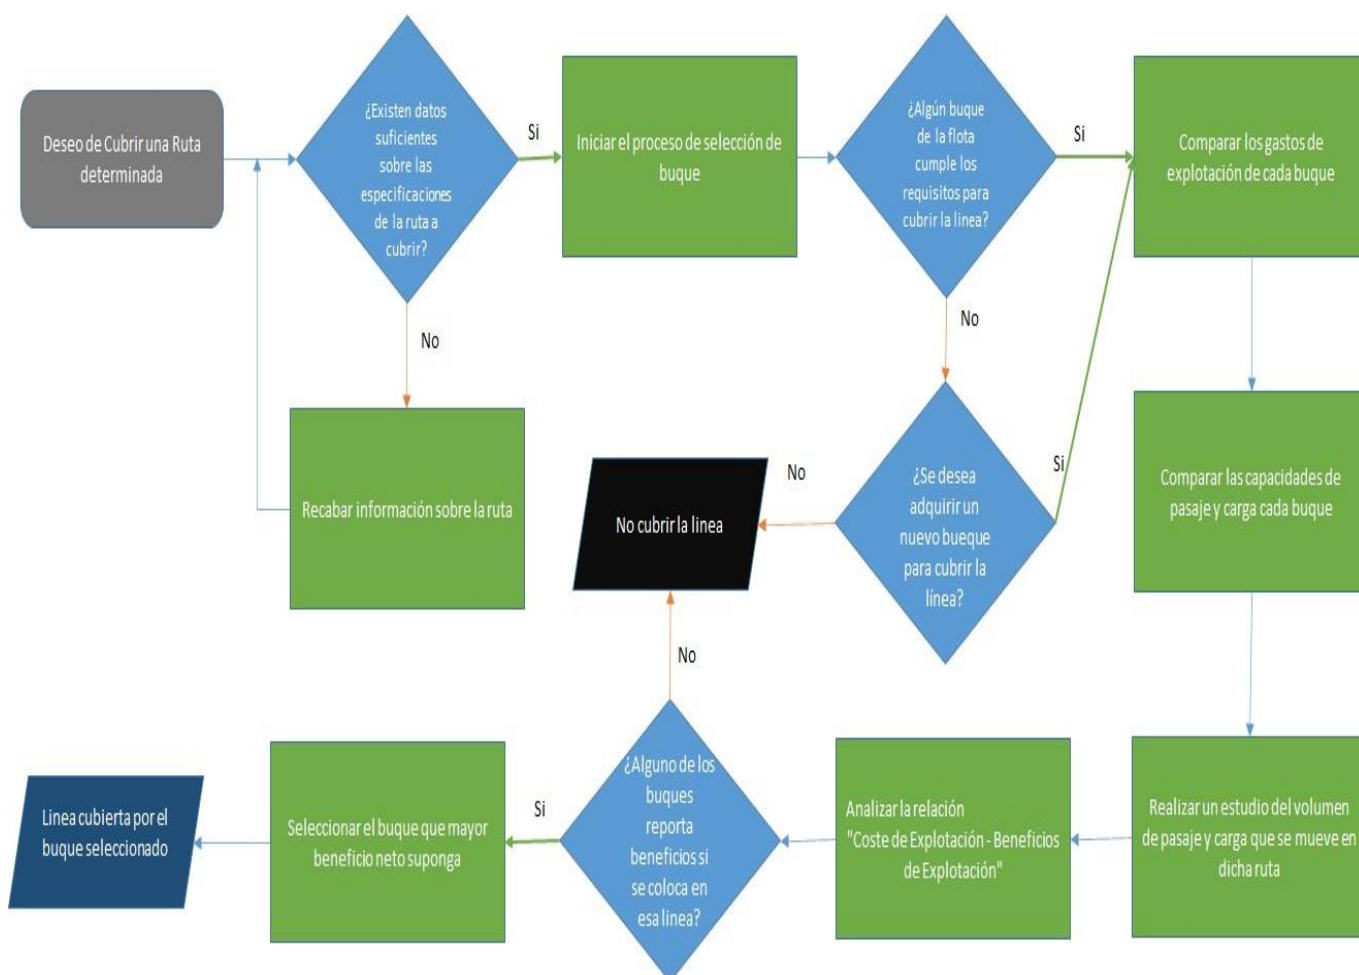 Deseo de Cubrir una Ruta
determinada
¿Existen datos
suficientes
sobre las
especificaciones
de la ruta a
cubrir?
Si
No
Recabar información sobre la ruta
Iniciar el proceso de selección de
buque
¿Algún buque
de la flota
cumple los
requisitos para
cubrir la linea?
Si
No
Comparar los gastos de
explotación de cada buque
¿Se desea
adquirir un
nuevo bueque
para cubrir la
línea?
Si
No
No cubrir la linea
Comparar las capacidades de
pasaje y carga cada buque
Realizar un estudio del volumen
de pasaje y carga que se mueve en
dicha ruta
Analizar la relación
"Coste de Explotación - Beneficios
de Explotación"
¿Alguno de los
buques
reporta
beneficios si
se coloca en
esa linea?
No
Si
Seleccionar el buque que mayor
beneficio neto suponga
Linea cubierta por el
buque seleccionado